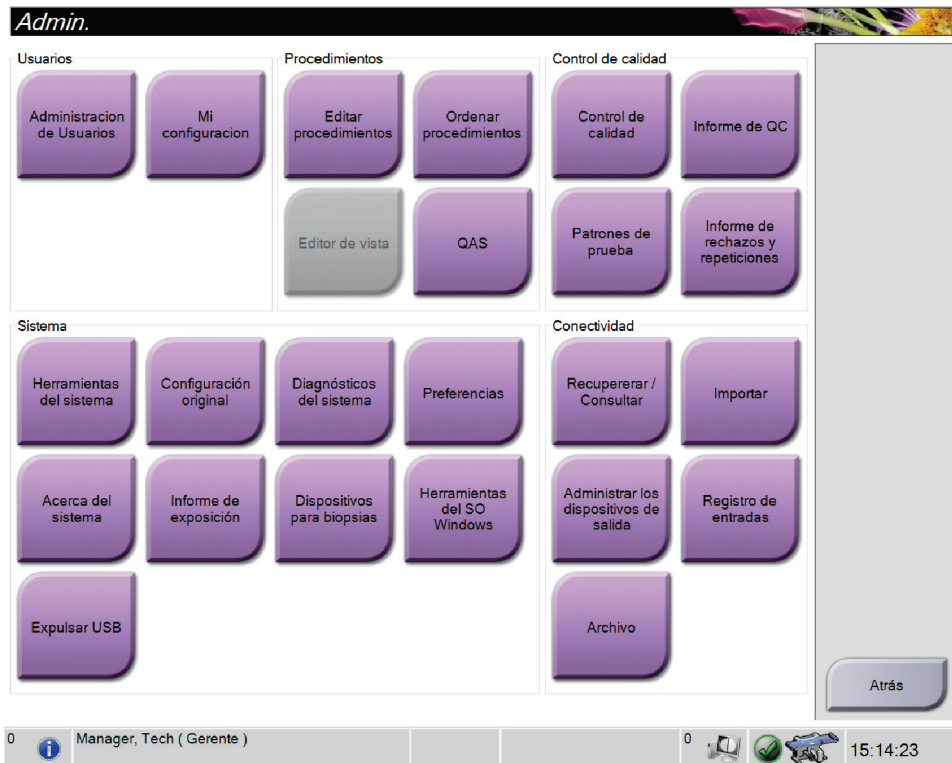 Admin.
Usuarios
Administracion
de Usuarios
Mi
configuracion
Procedimientos
Editar
procedimientos
Ordenar
procedimientos
Editor de vista
QAS
Control de calidad
Control de
calidad
Informe de QC
Patrones de
prueba
Informe de
rechazos y
repeticiones
Sistema
Herramientas
del sistema
Configuración
original
Diagnósticos
del sistema
Preferencias
Acerca del
sistema
Informe de
exposición
Dispositivos
para biopsias
Herramientas
del SO
Windows
Expulsar USB
Conectividad
Recupererar /
Consultar
Importar
Administrar los
dispositivos de
salida
Registro de
entradas
Archivo
Atrás
0
Manager, Tech ( Gerente )
0
15:14:23